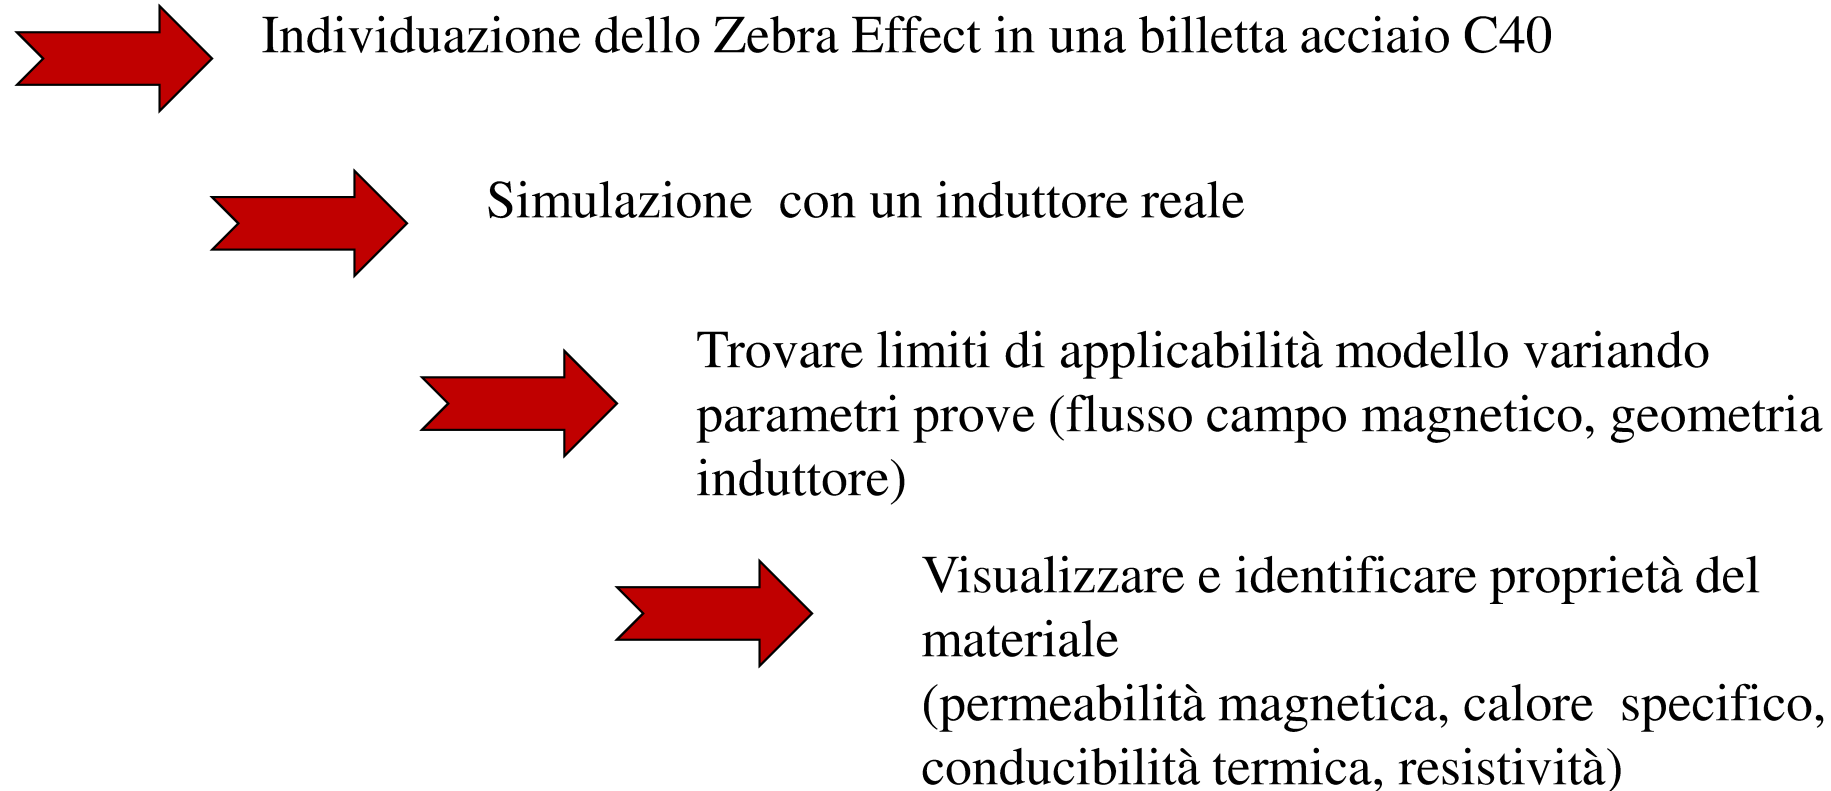 Individuazione dello Zebra Effect in una billetta acciaio C40
Simulazione  con un induttore reale
Trovare limiti di applicabilità modello variando
parametri prove (flusso campo magnetico, geometria
induttore)
Visualizzare e identificare proprietà del
materiale
(permeabilità magnetica, calore  specifico,
conducibilità termica, resistività)